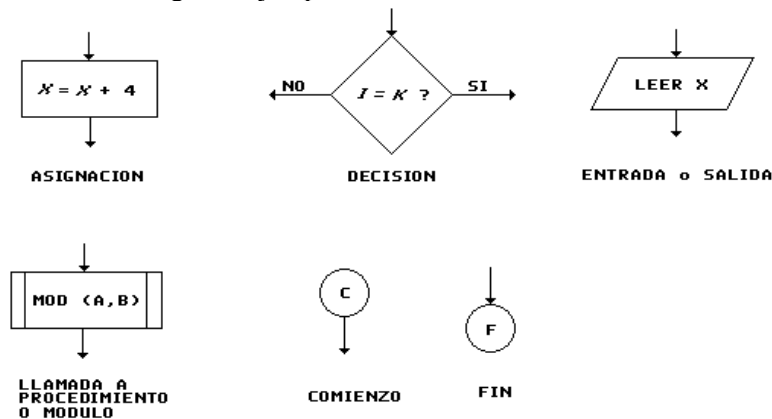 X = X + 4
NO
I = K ?
SI
LEER X
ASIGNACION
DECISION
ENTRADA o SALIDA
MOD (A,B)
C
F
LLAMADA A
PROCEDIMIENTO
O MODULO
COMIENZO
FIN